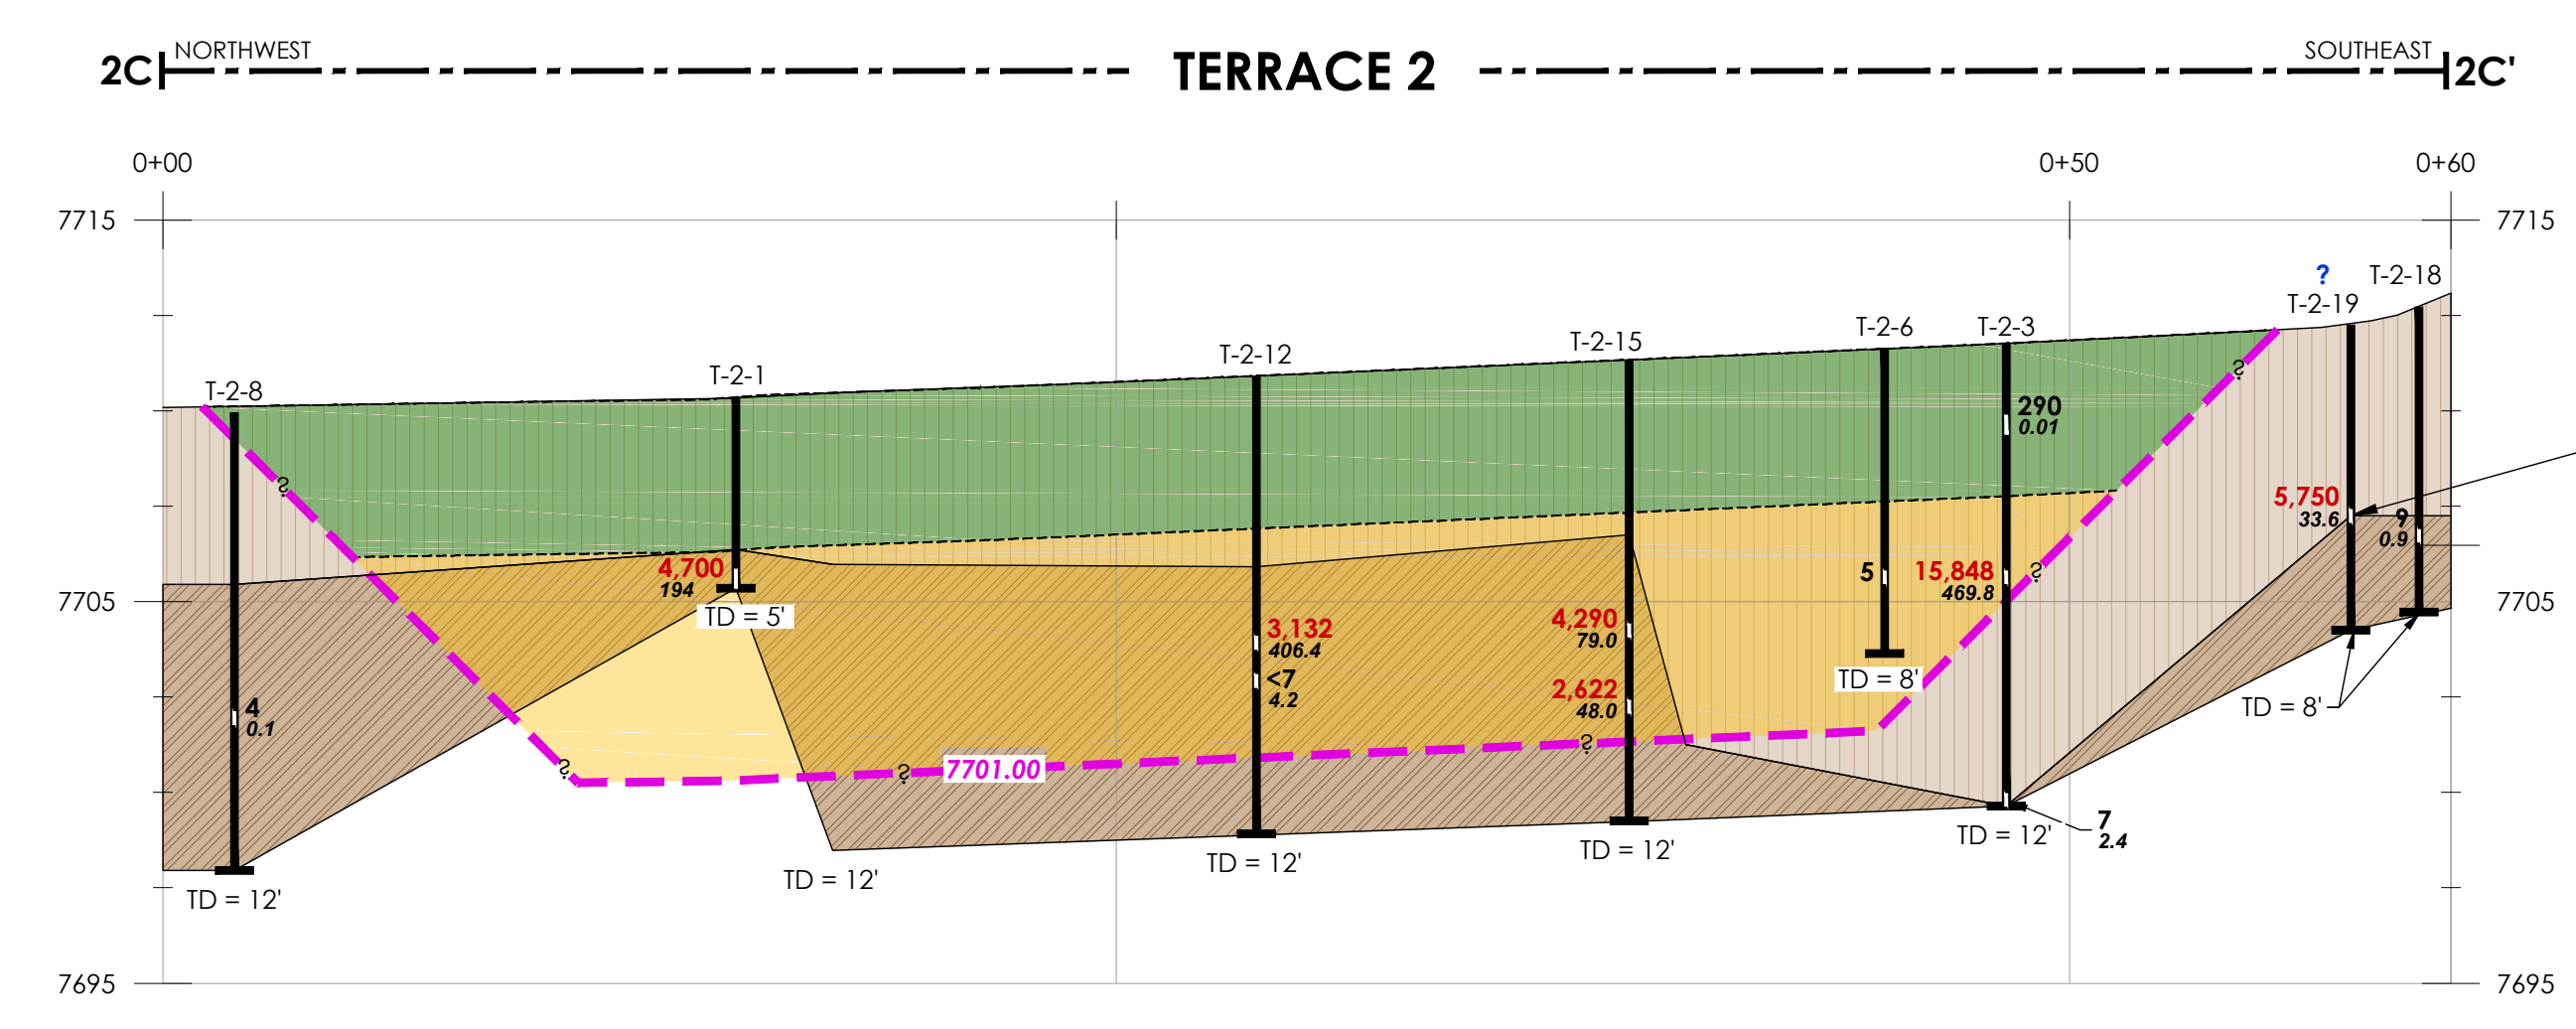 NORTHWEST
SOUTHEAST
2C
TERRACE 2
2C'
0+00
0+50
0+60
7715
7715
?
T-2-18
T-2-19
T-2-6
T-2-3
T-2-15
T-2-12
T-2-1
T-2-8
?
290
0.01
?
5,750
33.6
9
0.9
4,700
194
5
15,848
469.8
?
7705
TD = 5'
7705
3,132
406.4
<7
4.2
4,290
79.0
2,622
48.0
TD = 8'
TD = 8'
4
0.1
?
?
?
7701.00
7
2.4
TD = 12'
TD = 12'
TD = 12'
TD = 12'
TD = 12'
7695
7695